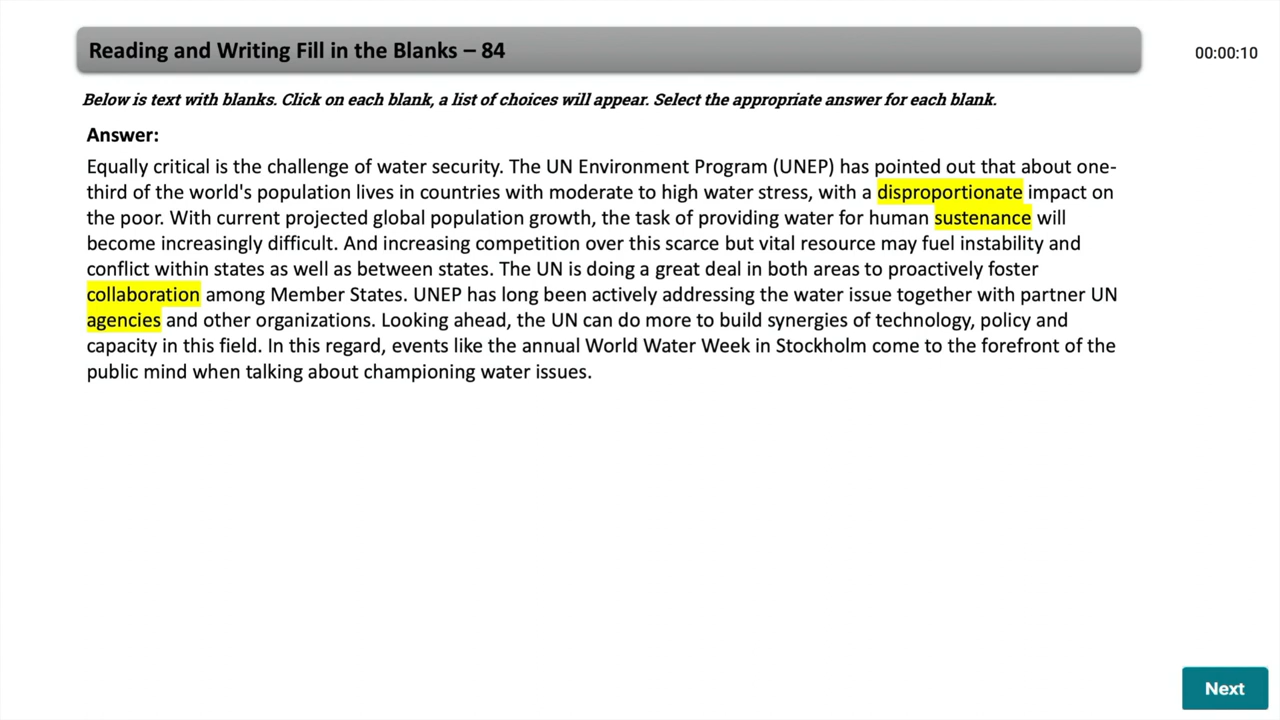 Reading and Writing Fill in the Blanks – 84
00:00:10
Below is text with blanks. Click on each blank, a list of choices will appear. Select the appropriate answer for each blank.
Answer:
Equally critical is the challenge of water security. The UN Environment Program (UNEP) has pointed out that about one-
third of the world's population lives in countries with moderate to high water stress, with a disproportionate impact on
the poor. With current projected global population growth, the task of providing water for human sustenance will
become increasingly difficult. And increasing competition over this scarce but vital resource may fuel instability and
conflict within states as well as between states. The UN is doing a great deal in both areas to proactively foster
collaboration among Member States. UNEP has long been actively addressing the water issue together with partner UN
agencies and other organizations. Looking ahead, the UN can do more to build synergies of technology, policy and
capacity in this field. In this regard, events like the annual World Water Week in Stockholm come to the forefront of the
public mind when talking about championing water issues.
Next